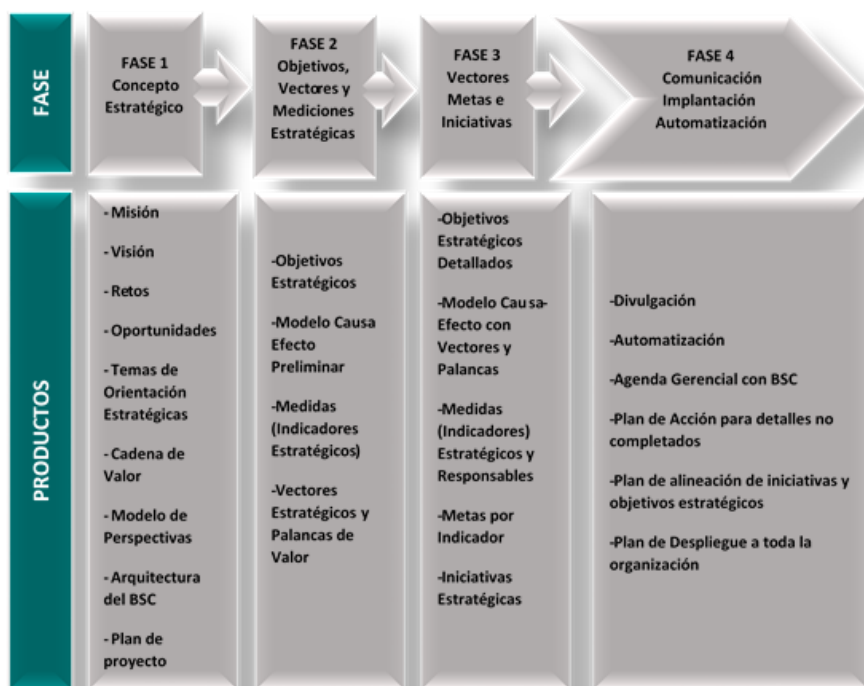 FASE
FASE 1
Concepto
Estratégico
FASE 2
Objetivos,
Vectores y
Mediciones
Estratégicas
FASE 3
Vectores
Metas e
Iniciativas
FASE 4
Comunicación
Implantación
Automatización
PRODUCTOS
- Misión
- Visión
- Retos
- Oportunidades
- Temas de
Orientación
Estratégicas
- Cadena de
Valor
- Modelo de
Perspectivas
- Arquitectura
del BSC
- Plan de
proyecto
-Objetivos
Estratégicos
-Modelo Causa
Efecto
Preliminar
-Medidas
(Indicadores
Estratégicos)
-Vectores
Estratégicos y
Palancas de
Valor
-Objetivos
Estratégicos
Detallados
-Modelo Causa-
Efecto con
Vectores y
Palancas
-Medidas
(Indicadores)
Estratégicos y
Responsables
-Metas por
Indicador
-Iniciativas
Estratégicas
-Divulgación
-Automatización
-Agenda Gerencial con BSC
-Plan de Acción para detalles no
completados
-Plan de alineación de iniciativas y
objetivos estratégicos
-Plan de Despliegue a toda la
organización